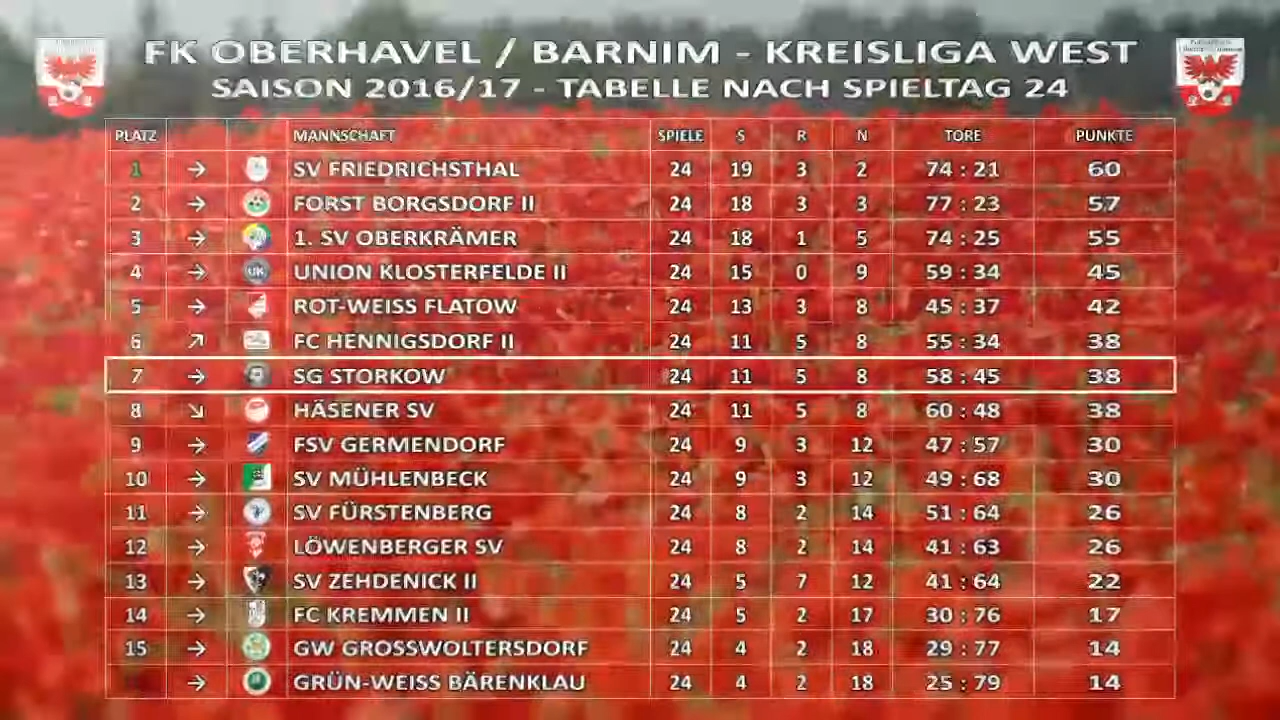 FK OBERHAVEL / BARNIM - KREISLIGA WEST
SAISON 2016/17 - TABELLE NACH SPIELTAG 24
PLATZ MANNSCHAFT SPIELE S R N TORE PUNKTE
1 → SV FRIEDRICHSTHAL 24 19 3 2 74 : 21 60
2 → FORST BORGSDORF II 24 18 3 3 77 : 23 57
3 → 1. SV OBERKRÄMER 24 18 1 5 74 : 25 55
4 → UNION KLOSTERFELDE II 24 15 0 9 59 : 34 45
5 → ROT-WEISS FLATOW 24 13 3 8 45 : 37 42
6 ↗ FC HENNIGSDORF II 24 11 5 8 55 : 34 38
7 → SG STORKOW 24 11 5 8 58 : 45 38
8 ↘ HÄSENER SV 24 11 5 8 60 : 48 38
9 → FSV GERMENDORF 24 9 3 12 47 : 57 30
10 → SV MÜHLENBECK 24 9 3 12 49 : 68 30
11 → SV FÜRSTENBERG 24 8 2 14 51 : 64 26
12 → LÖWENBERGER SV 24 8 2 14 41 : 63 26
13 → SV ZEHDENICK II 24 5 7 12 41 : 64 22
14 → FC KREMMEN II 24 5 2 17 30 : 76 17
15 → GW GROSSWOLTERSDORF 24 4 2 18 29 : 77 14
→ GRÜN-WEISS BÄRENKLAU 24 4 2 18 25 : 79 14